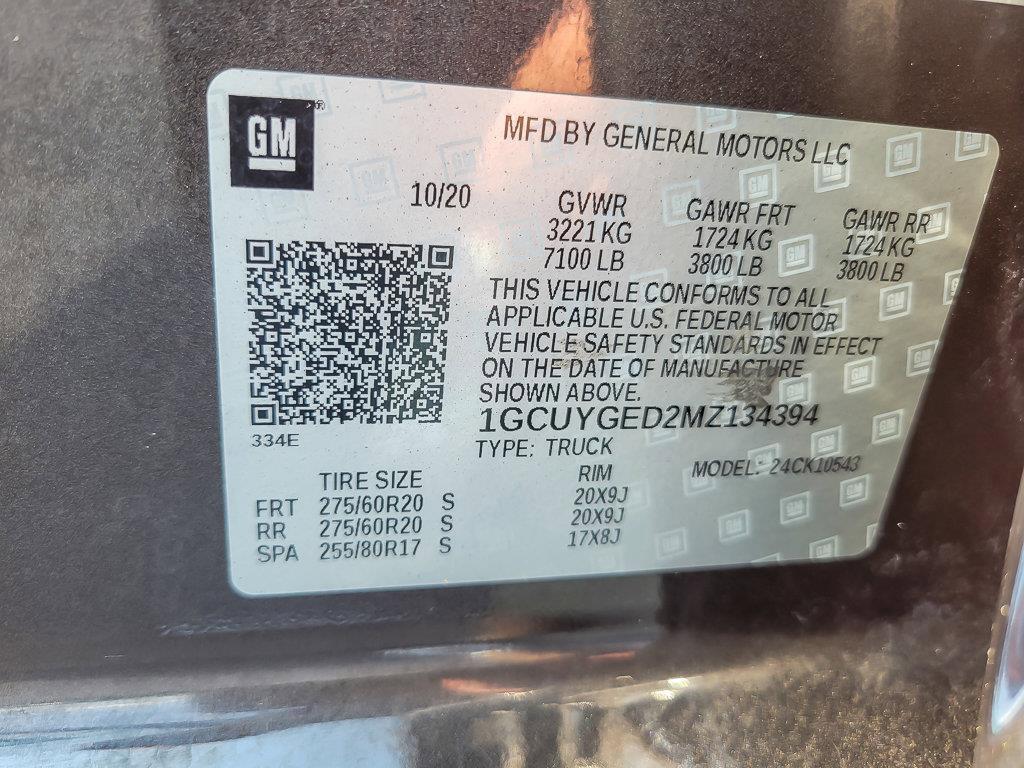 GM
MFD BY GENERAL MOTORS LLC
10/20
GVWR GAWR FRT GAWR RR
3221 KG 1724 KG 1724 KG
7100 LB 3800 LB 3800 LB
THIS VEHICLE CONFORMS TO ALL
APPLICABLE U.S. FEDERAL MOTOR
VEHICLE SAFETY STANDARDS IN EFFECT
ON THE DATE OF MANUFACTURE
SHOWN ABOVE.
1GCUYGED2MZ134394
334E
TYPE: TRUCK
MODEL: 24CK10543
TIRE SIZE RIM
FRT 275/60R20 S 20X9J
RR 275/60R20 S 20X9J
SPA 255/80R17 S 17X8J